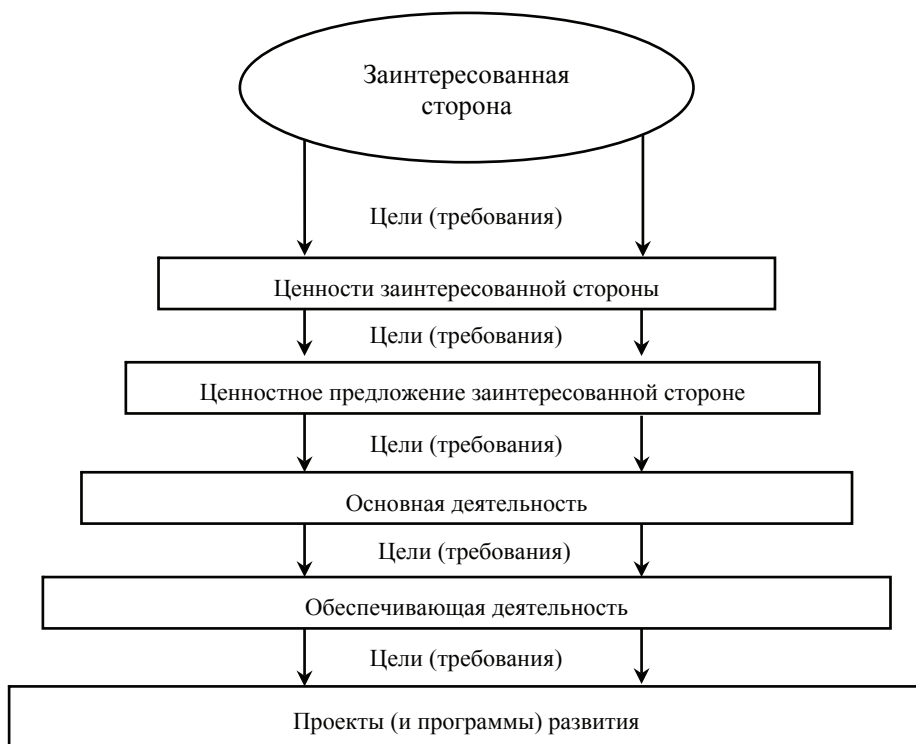 Заинтересованная
сторона
Цели (требования)
Ценности заинтересованной стороны
Цели (требования)
Ценностное предложение заинтересованной стороне
Цели (требования)
Основная деятельность
Цели (требования)
Обеспечивающая деятельность
Цели (требования)
Проекты (и программы) развития